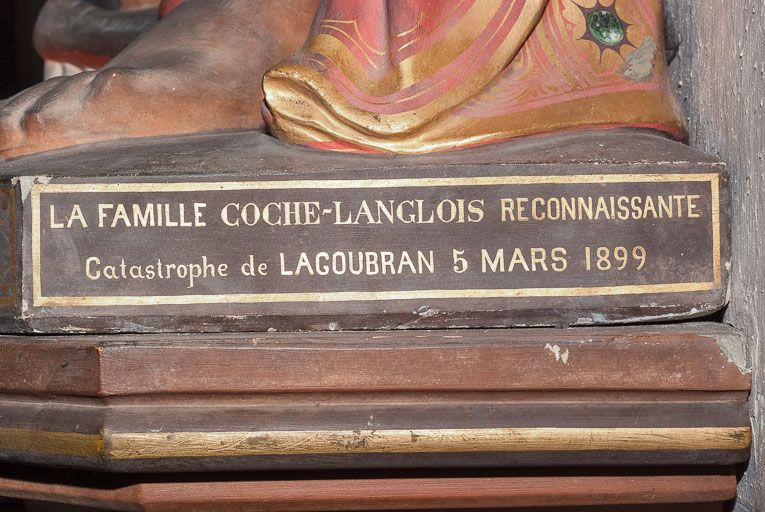 LA FAMILLE COCHE-LANGLOIS RECONNAISSANTE
Catastrophe de LAGOUBRAN 5 MARS 1899